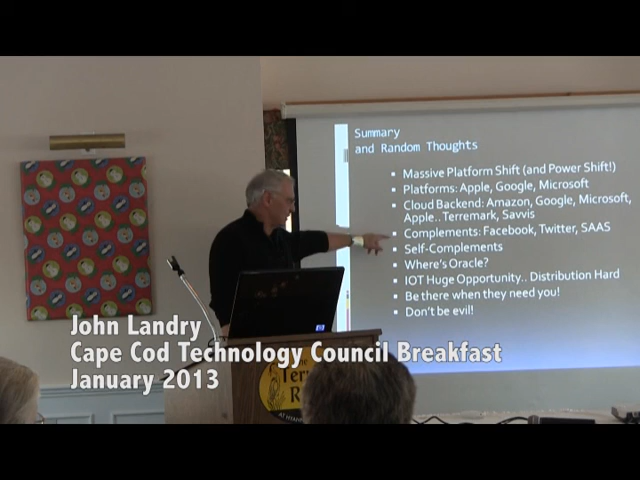 Summary
and Random Thoughts
Massive Platform Shift (and Power Shift!)
Platforms: Apple, Google, Microsoft
Cloud Backend: Amazon, Google, Microsoft,
Apple.. Terremark, Savvis
Complements: Facebook, Twitter, SAAS
Self-Complements
Where's Oracle?
IOT Huge Opportunity.. Distribution Hard
Be there when they need you!
Don't be evil!
John Landry
Cape Cod Technology Council Breakfast
January 2013
hp